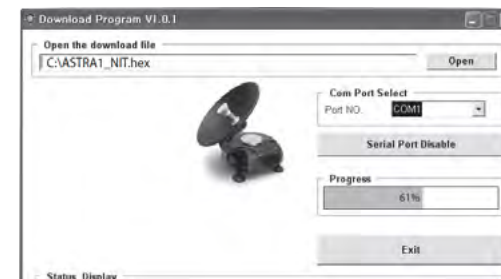 Download Program V1.0.1
Open the download file
C:\ASTRA1_NIT.hex
Open
Com Port Select
Port NO.
COM1
Serial Port Disable
Progress
61%
Exit
Status Display